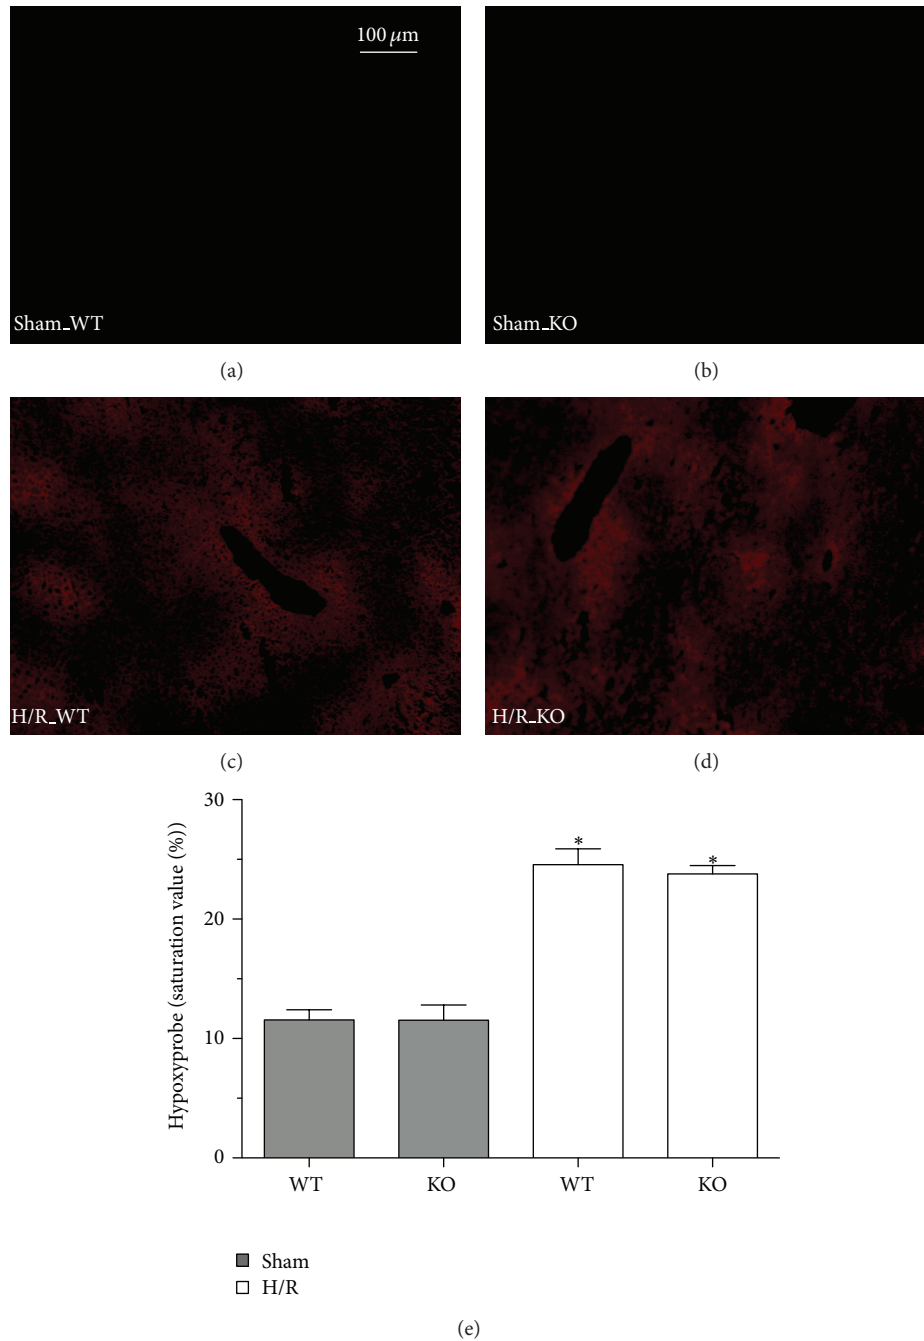 100 µm
Sham_WT
Sham_KO
(a)
(b)
H/R_WT
H/R_KO
(c)
(d)
Hypoxyprobe (saturation value (%))
30
20
10
0
*
*
WT
KO
WT
KO
Sham
H/R
(e)